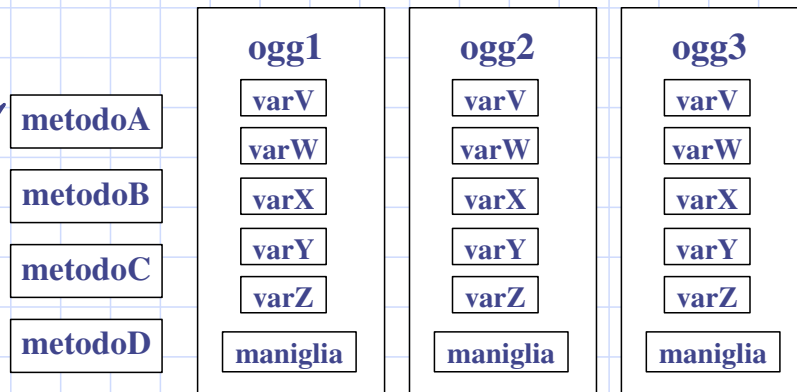 metodoA
metodoB
metodoC
metodoD
ogg1
varV
varW
varX
varY
varZ
maniglia
ogg2
varV
varW
varX
varY
varZ
maniglia
ogg3
varV
varW
varX
varY
varZ
maniglia